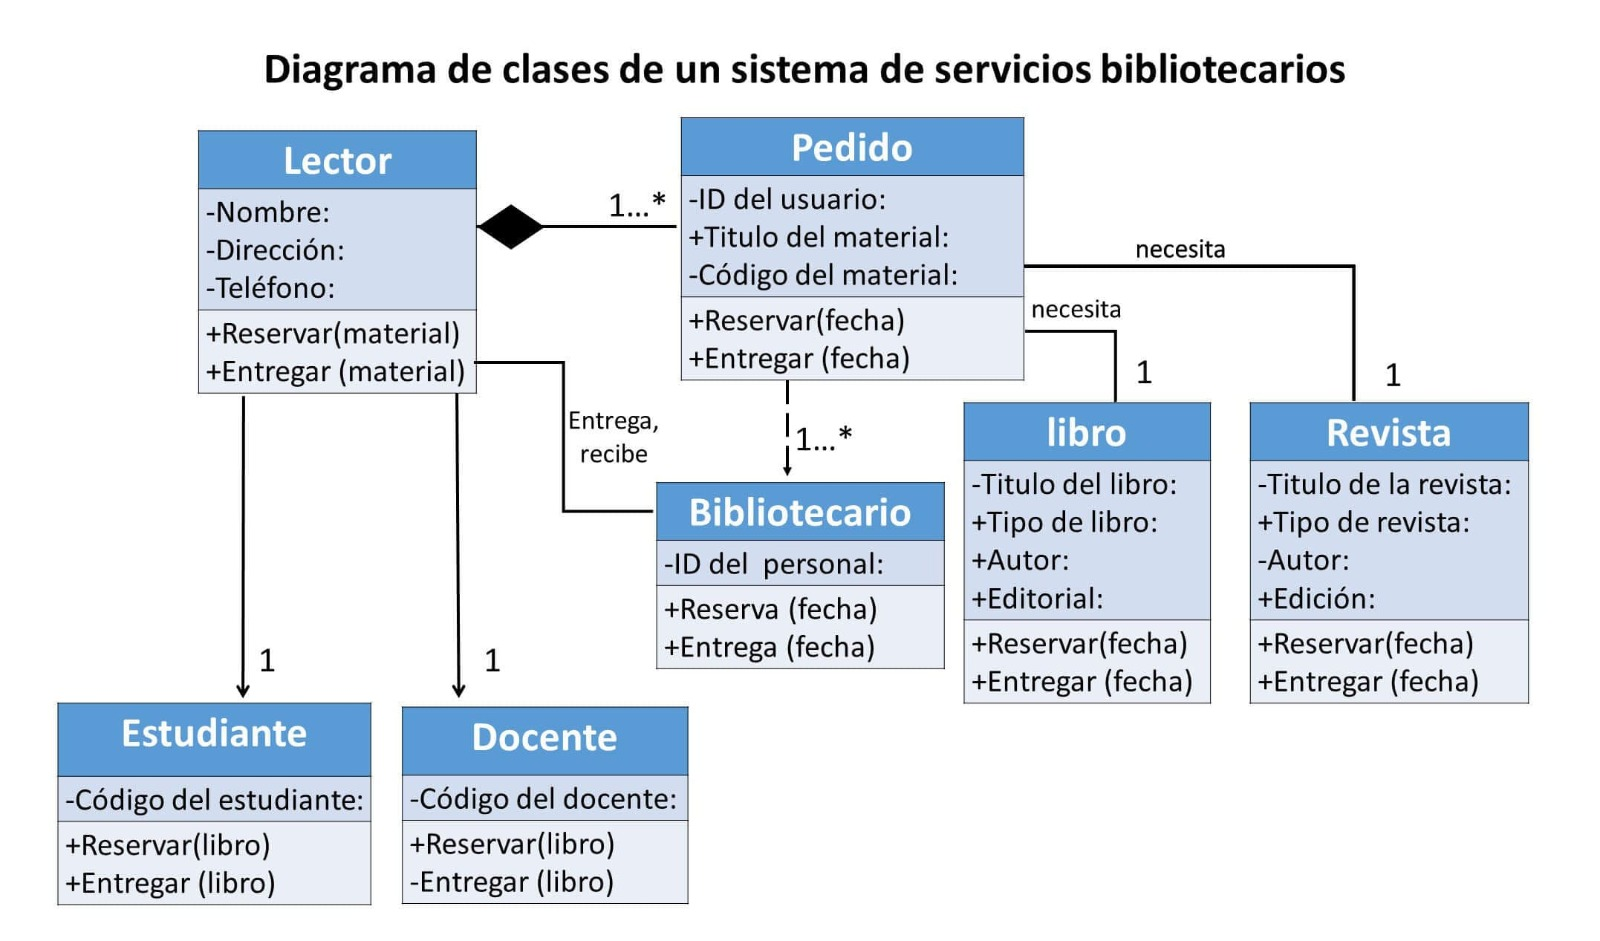 Diagrama de clases de un sistema de servicios bibliotecarios
Lector
-Nombre:
-Dirección:
-Teléfono:
+Reservar(material)
+Entregar (material)
1...*
Pedido
-ID del usuario:
+Titulo del material:
-Código del material:
+Reservar(fecha)
+Entregar (fecha)
necesita
necesita
1
1
Entrega,
recibe
1...*
Bibliotecario
-ID del  personal:
+Reserva (fecha)
+Entrega (fecha)
libro
-Titulo del libro:
+Tipo de libro:
+Autor:
+Editorial:
+Reservar(fecha)
+Entregar (fecha)
Revista
-Titulo de la revista:
+Tipo de revista:
-Autor:
+Edición:
+Reservar(fecha)
+Entregar (fecha)
1
1
Estudiante
-Código del estudiante:
+Reservar(libro)
+Entregar (libro)
Docente
-Código del docente:
+Reservar(libro)
-Entregar (libro)